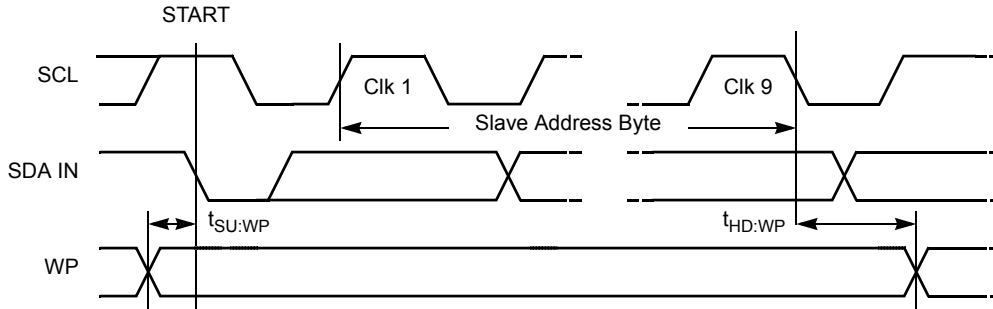 START
SCL
Clk 1
Clk 9
Slave Address Byte
SDA IN
tSU:WP
tHD:WP
WP